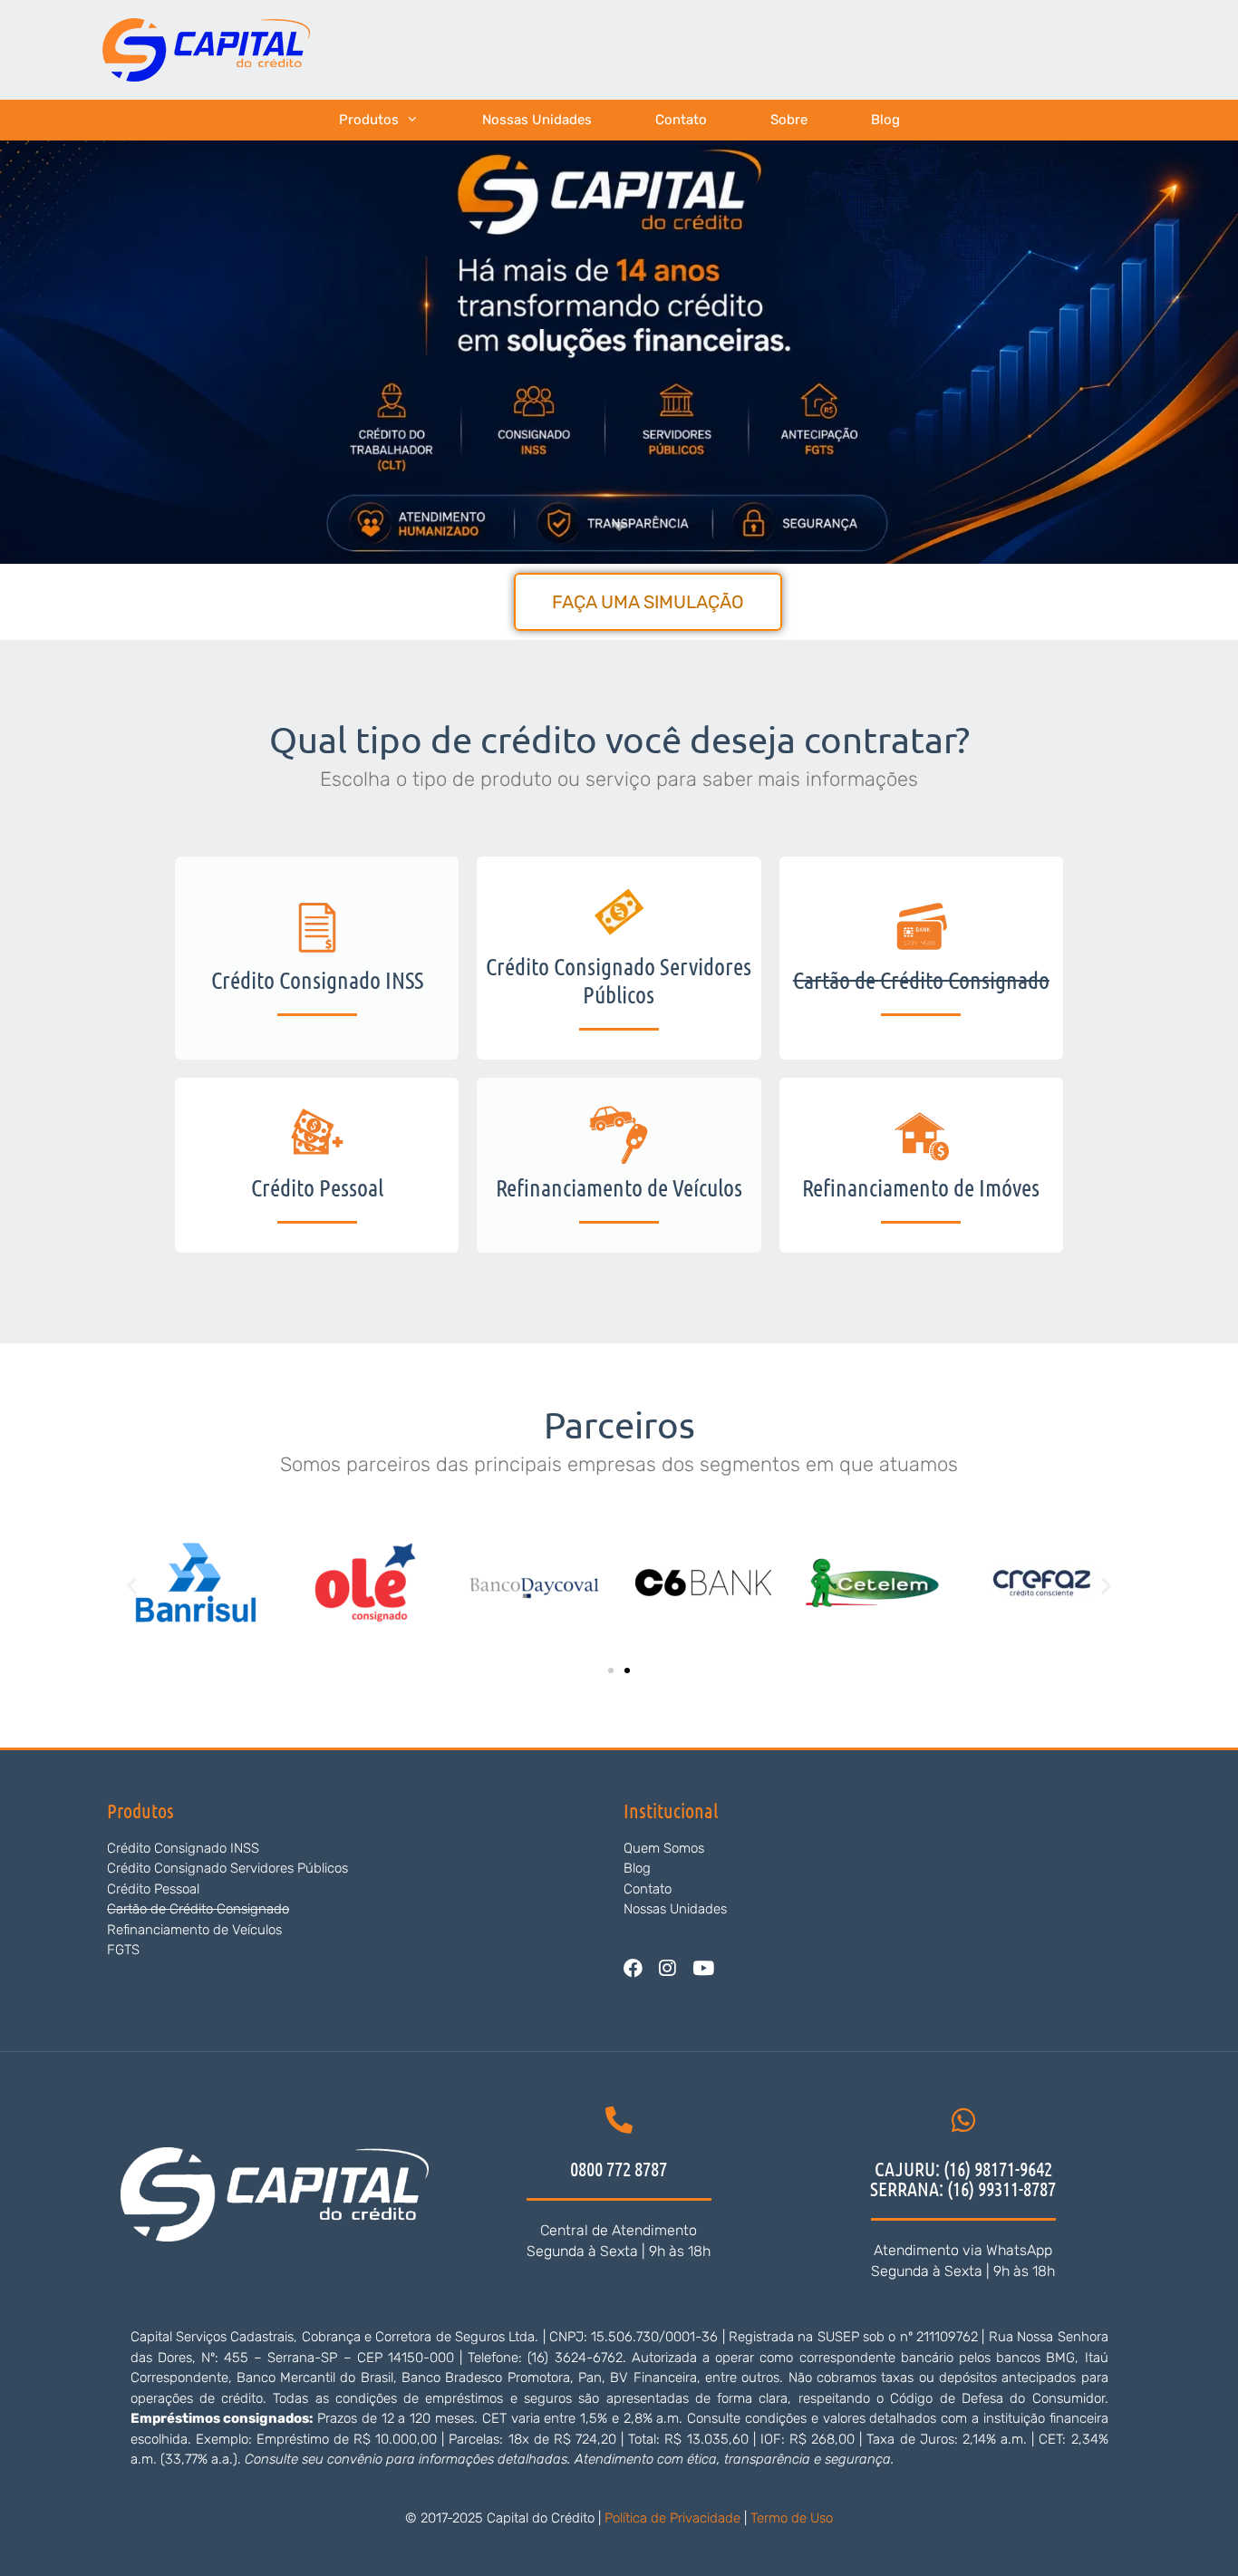 CAPITAL
do crédito
Produtos
Nossas Unidades
Contato
Sobre
Blog
CAPITAL
do crédito
Há mais de 14 anos
transformando crédito
em soluções financeiras.
CRÉDITO DO
TRABALHADOR
(CLT)
CONSIGNADO
INSS
SERVIDORES
PÚBLICOS
ANTECIPAÇÃO
FGTS
ATENDIMENTO
HUMANIZADO
TRANSPARÊNCIA
SEGURANÇA
FAÇA UMA SIMULAÇÃO
Qual tipo de crédito você deseja contratar?
Escolha o tipo de produto ou serviço para saber mais informações
Crédito Consignado INSS
Crédito Consignado Servidores
Públicos
BANK
Cartão de Crédito Consignado
Crédito Pessoal
Refinanciamento de Veículos
Refinanciamento de Imóves
Parceiros
Somos parceiros das principais empresas dos segmentos em que atuamos
Banrisul
olé
consignado
BancoDaycoval
C6 BANK
Cetelem
crefaz
crédito consciente
Produtos
Crédito Consignado INSS
Crédito Consignado Servidores Públicos
Crédito Pessoal
Cartão de Crédito Consignado
Refinanciamento de Veículos
FGTS
Institucional
Quem Somos
Blog
Contato
Nossas Unidades
CAPITAL
do crédito
0800 772 8787
Central de Atendimento
Segunda à Sexta | 9h às 18h
CAJURU: (16) 98171-9642
SERRANA: (16) 99311-8787
Atendimento via WhatsApp
Segunda à Sexta | 9h às 18h
Capital Serviços Cadastrais, Cobrança e Corretora de Seguros Ltda. | CNPJ: 15.506.730/0001-36 | Registrada na SUSEP sob o nº 211109762 | Rua Nossa Senhora
das Dores, Nº: 455 – Serrana-SP – CEP 14150-000 | Telefone: (16) 3624-6762. Autorizada a operar como correspondente bancário pelos bancos BMG, Itaú
Correspondente, Banco Mercantil do Brasil, Banco Bradesco Promotora, Pan, BV Financeira, entre outros. Não cobramos taxas ou depósitos antecipados para
operações de crédito. Todas as condições de empréstimos e seguros são apresentadas de forma clara, respeitando o Código de Defesa do Consumidor.
Empréstimos consignados: Prazos de 12 a 120 meses. CET varia entre 1,5% e 2,8% a.m. Consulte condições e valores detalhados com a instituição financeira
escolhida. Exemplo: Empréstimo de R$ 10.000,00 | Parcelas: 18x de R$ 724,20 | Total: R$ 13.035,60 | IOF: R$ 268,00 | Taxa de Juros: 2,14% a.m. | CET: 2,34%
a.m. (33,77% a.a.). Consulte seu convênio para informações detalhadas. Atendimento com ética, transparência e segurança.
© 2017-2025 Capital do Crédito | Política de Privacidade | Termo de Uso